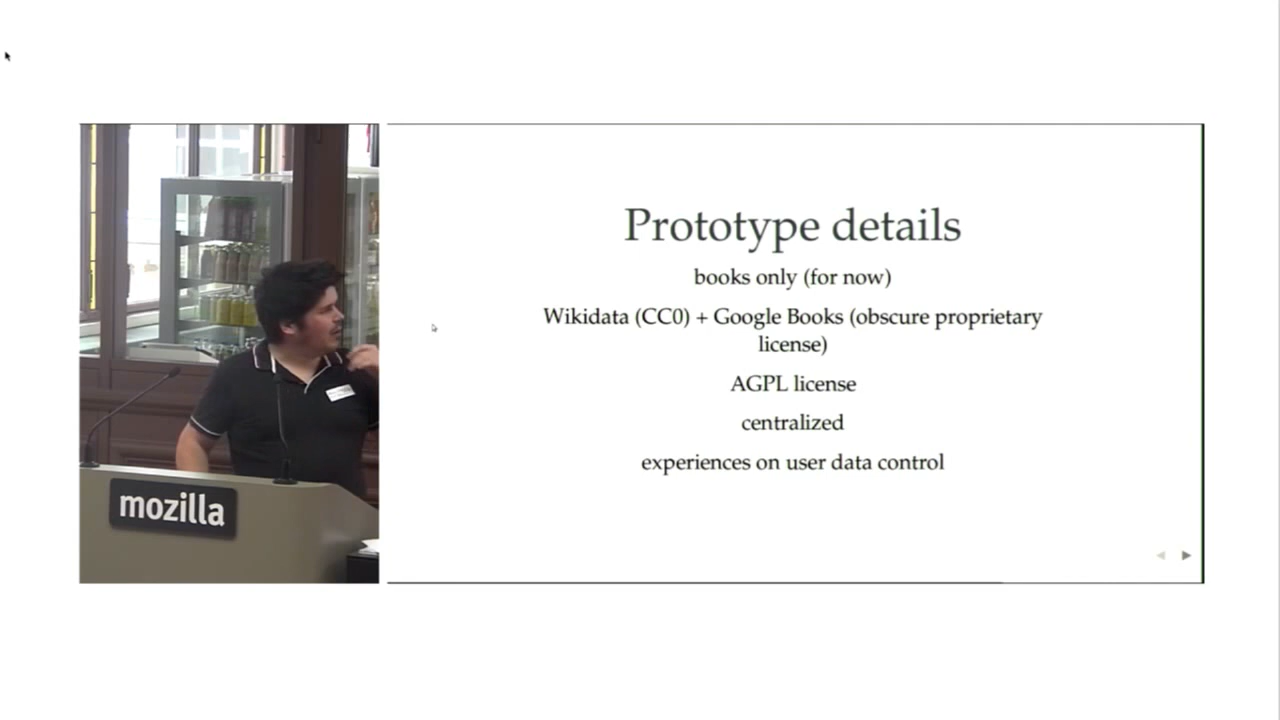 Prototype details
books only (for now)
Wikidata (CC0) + Google Books (obscure proprietary
license)
AGPL license
centralized
experiences on user data control
mozilla